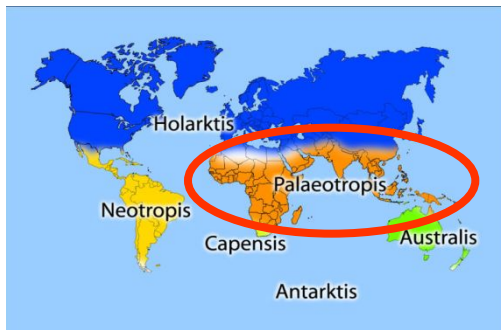 Holarktis
Palaeotropis
Neotropis
Capensis
Australis
Antarktis